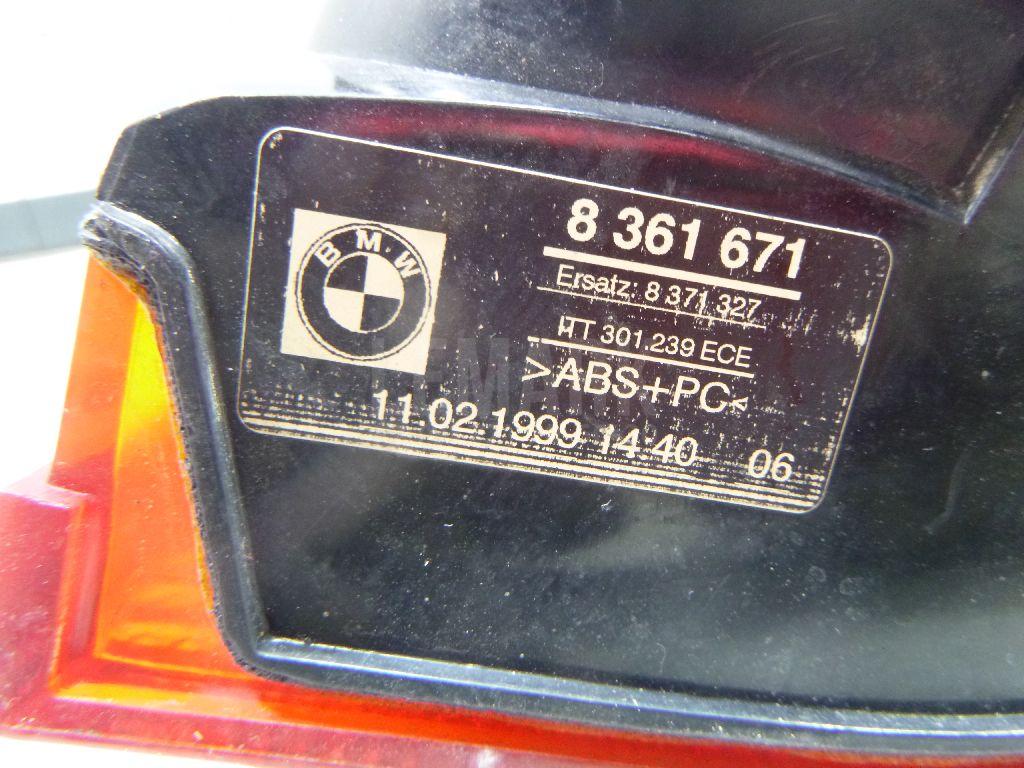 BMW
8 361 671
Ersatz: 8 371 327
HT 301.239 ECE
>ABS+PC<
11.02.1999 14:40 06
LEMAUR